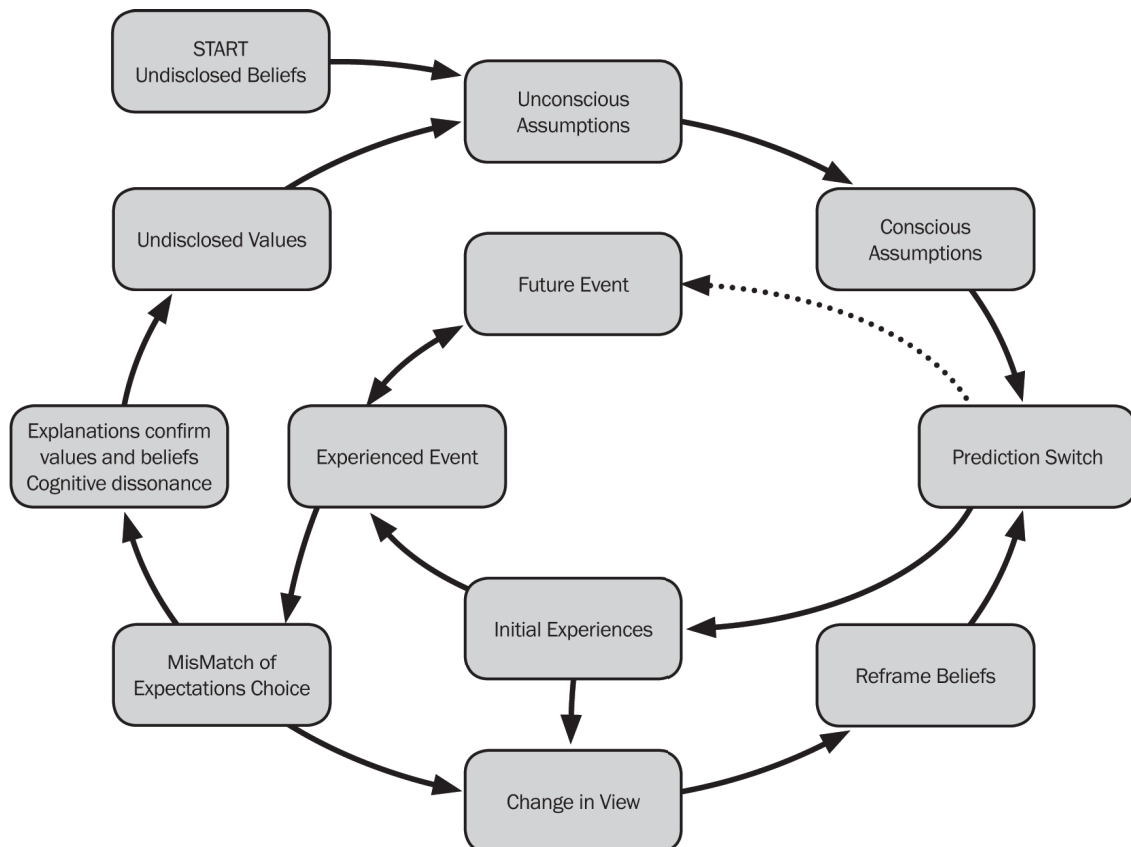 START
Undisclosed Beliefs
Unconscious
Assumptions
Undisclosed Values
Conscious
Assumptions
Future Event
Explanations confirm
values and beliefs
Cognitive dissonance
Experienced Event
Prediction Switch
Initial Experiences
MisMatch of
Expectations Choice
Reframe Beliefs
Change in View